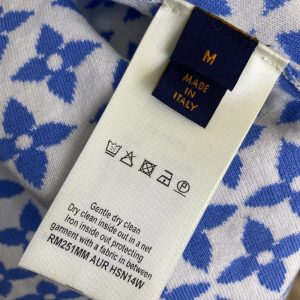 M
MADE IN
ITALY
Gentle dry clean
Dry clean inside out in a net
Iron inside out protecting
garment with a fabric in between
RM251MM AUR HSN14W